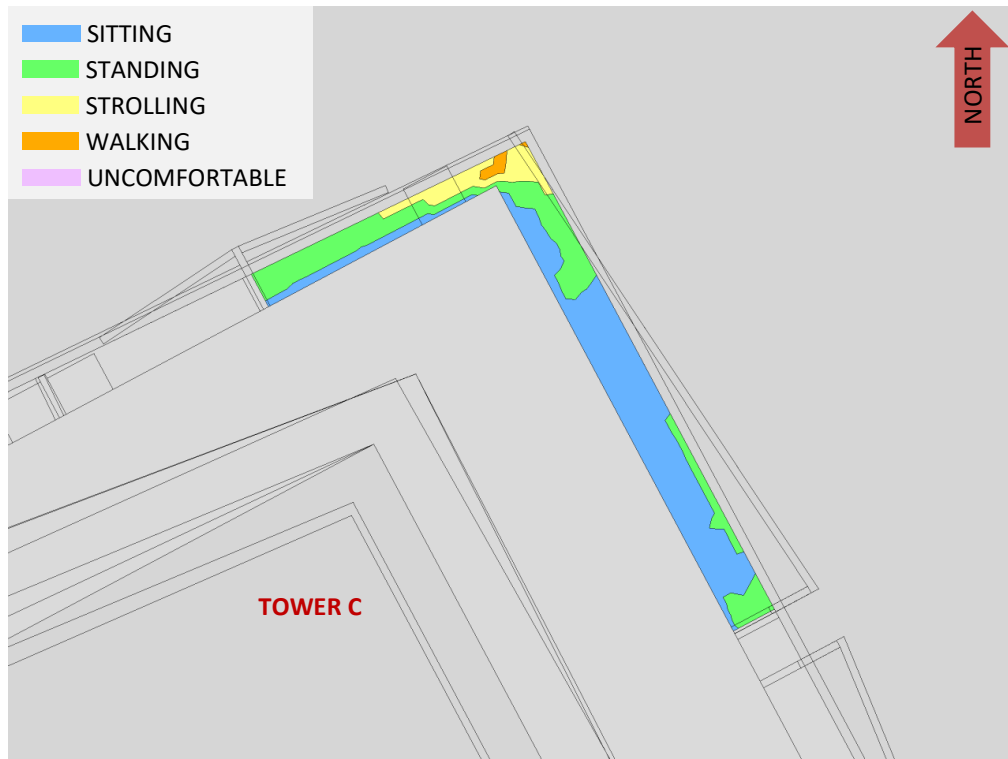 SITTING
STANDING
STROLLING
WALKING
UNCOMFORTABLE
NORTH
TOWER C